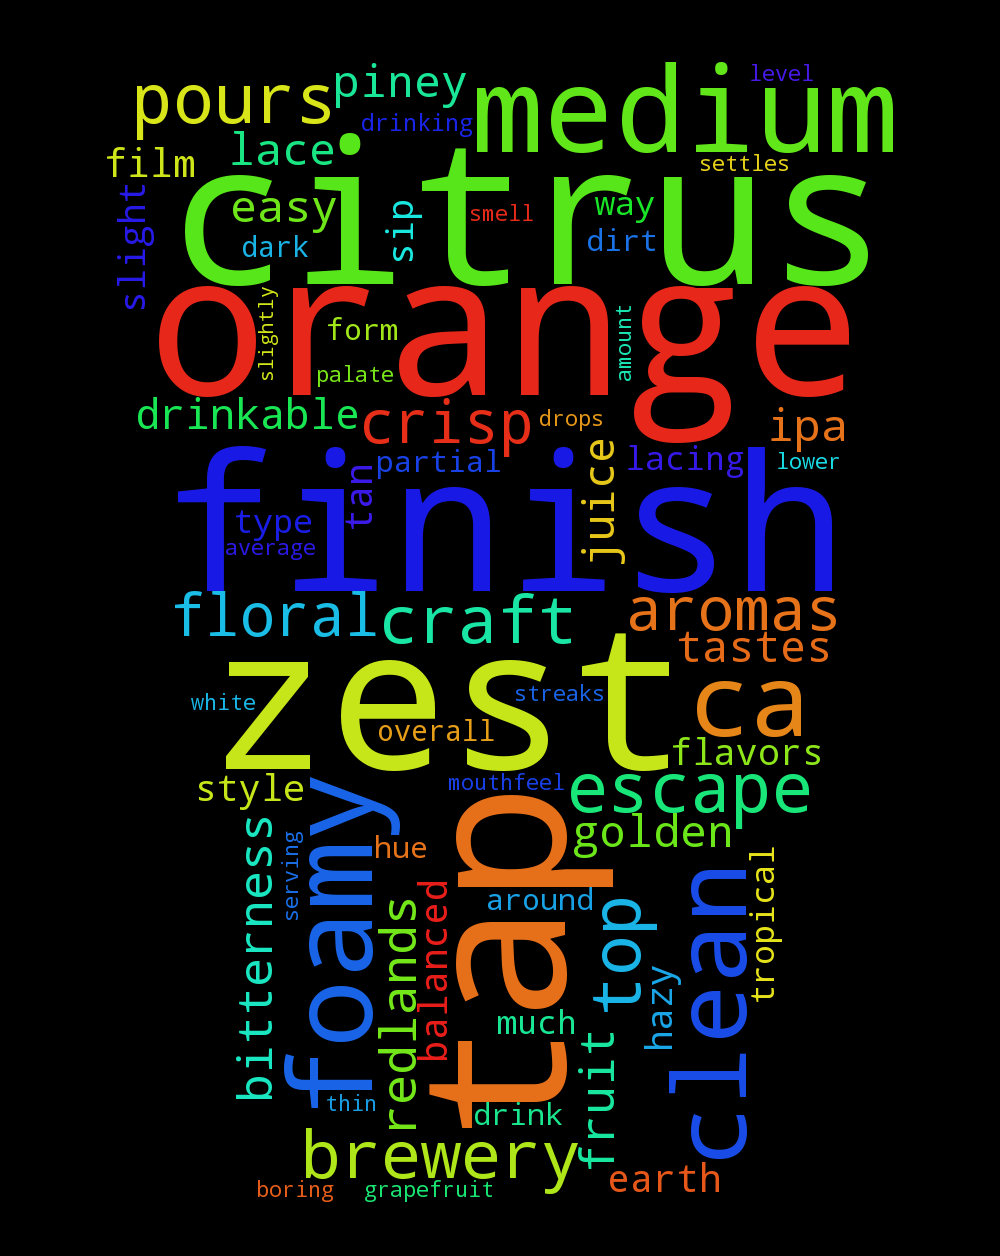 level
medium
pours
piney
drinking
lace
film
settles
citrus
easy
sip
smell
way
slight
dark
dirt
orange
slightly
form
amount
palate
drinkable
crisp
drops
ipa
partial
tan
juice
lacing
lower
finish
type
average
floral
craft
aromas
tastes
zest
white
streaks
ca
overall
flavors
style
mouthfeel
escape
foamy
tap
golden
bitterness
serving
hue
tropical
clean
around
balanced
redlands
top
hazy
much
fruit
thin
drink
brewery
earth
boring
grapefruit